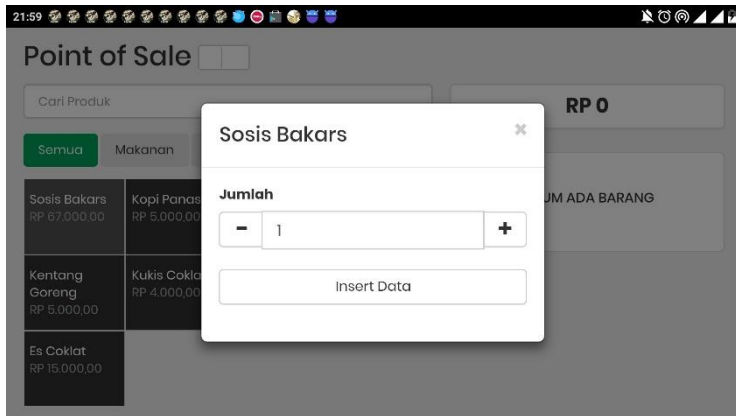 21:59
Point of Sale
Cari Produk
RP 0
Semua
Makanan
Sosis Bakars
×
Jumlah
-
1
+
Insert Data
UM ADA BARANG
Sosis Bakars
RP 67.000,00
Kopi Panas
RP 5.000,00
Kentang
Goreng
RP 5.000,00
Kukis Cokla
RP 4.000,00
Es Coklat
RP 15.000,00